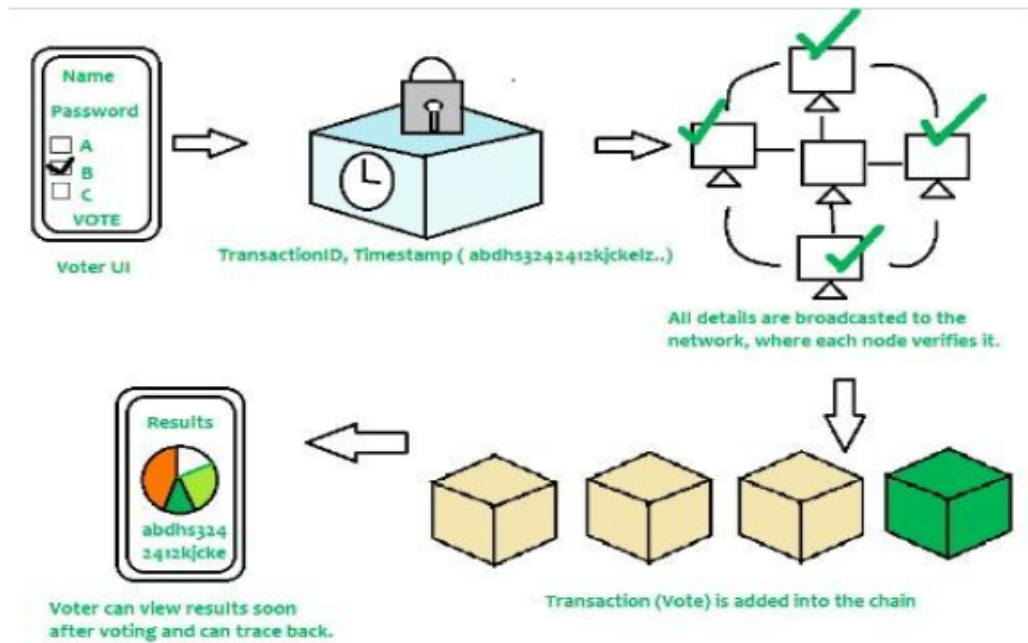 Name
Password
A
B
C
VOTE
Voter UI
TransactionID, Timestamp ( abdhs3242412kjckelz..)
All details are broadcasted to the
network, where each node verifies it.
Results
abdhs324
2412kjcke
Voter can view results soon
after voting and can trace back.
Transaction (Vote) is added into the chain